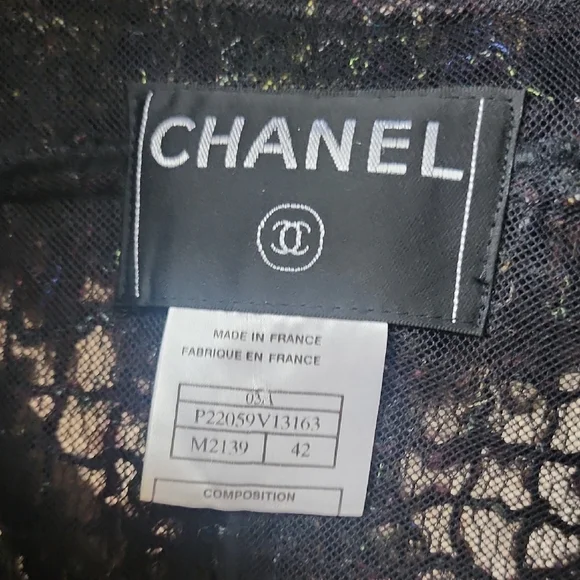 CHANEL
MADE IN FRANCE
FABRIQUE EN FRANCE
03A
P22059V13163
M2139 42
COMPOSITION